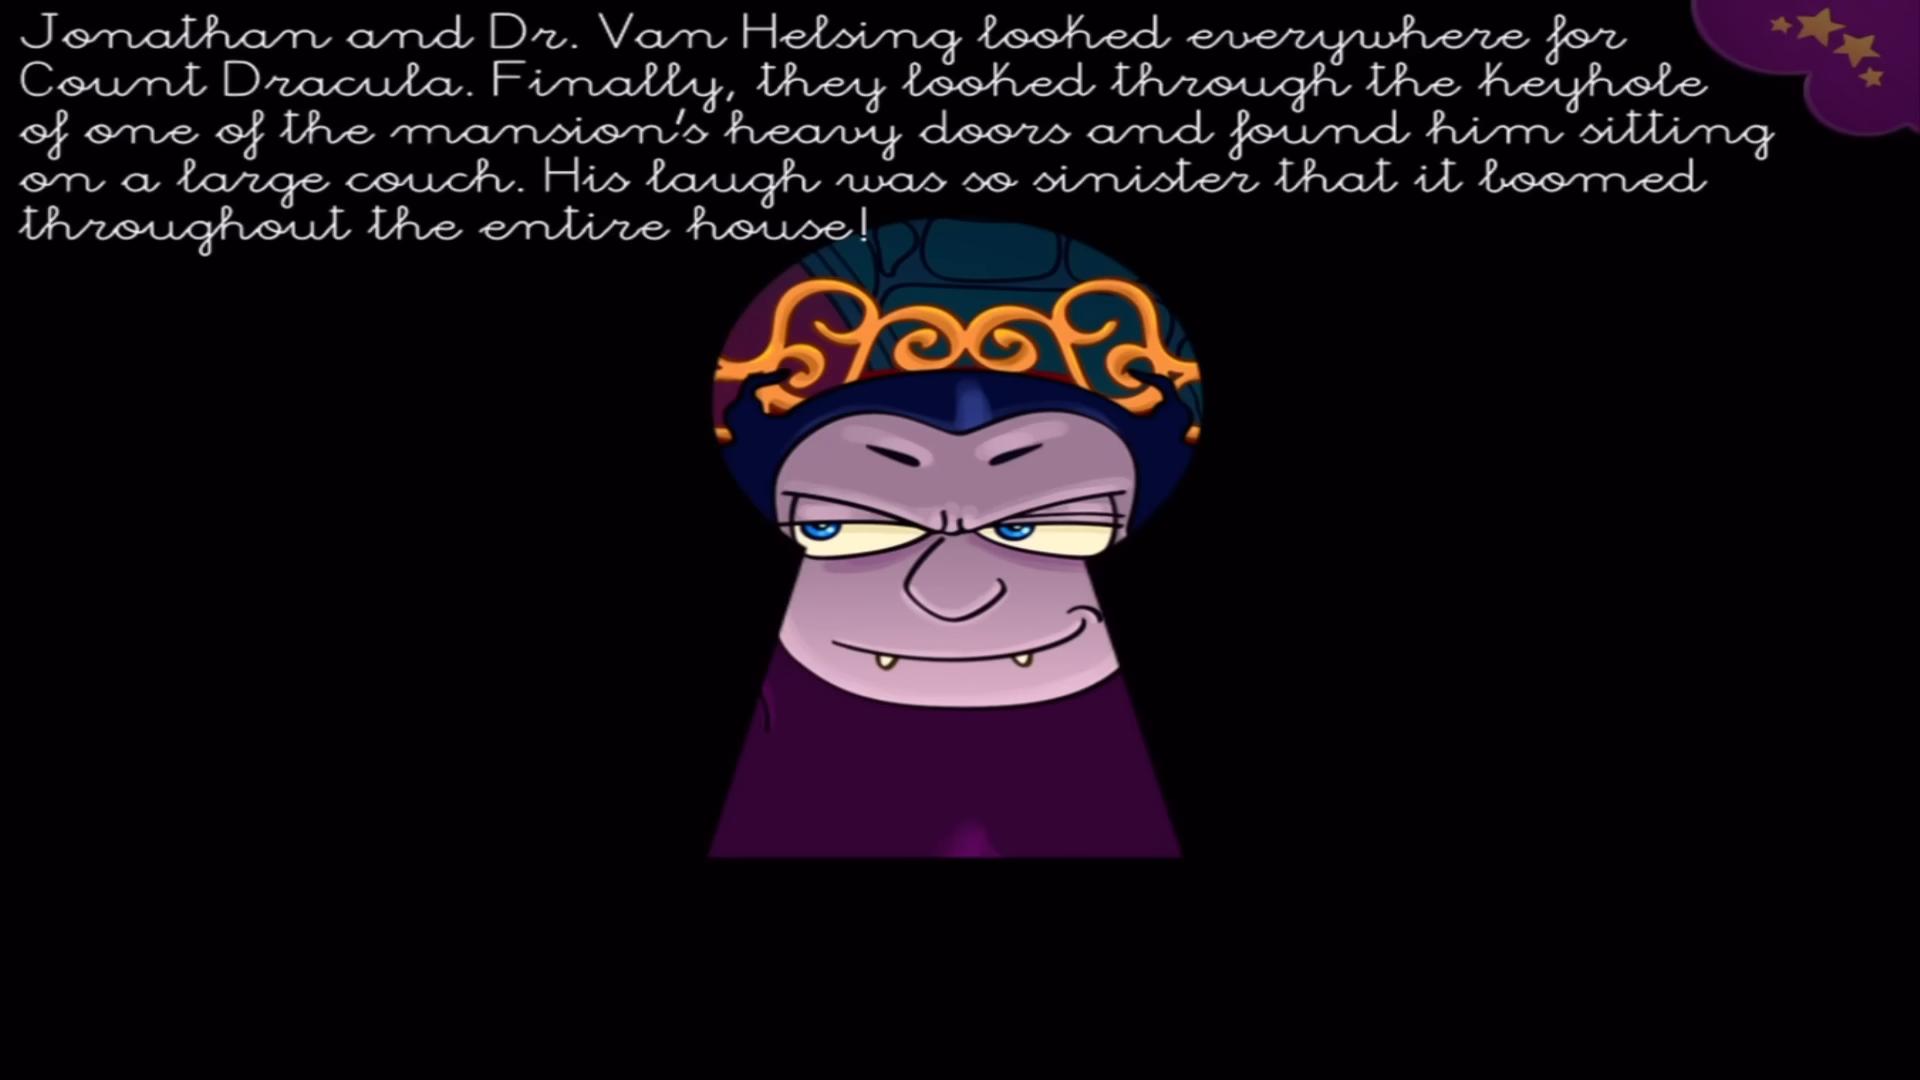 Jonathan and Dr. Van Helsing looked everywhere for
Count Dracula. Finally, they looked through the keyhole
of one of the mansion's heavy doors and found him sitting
on a large couch. His laugh was so sinister that it boomed
throughout the entire house!